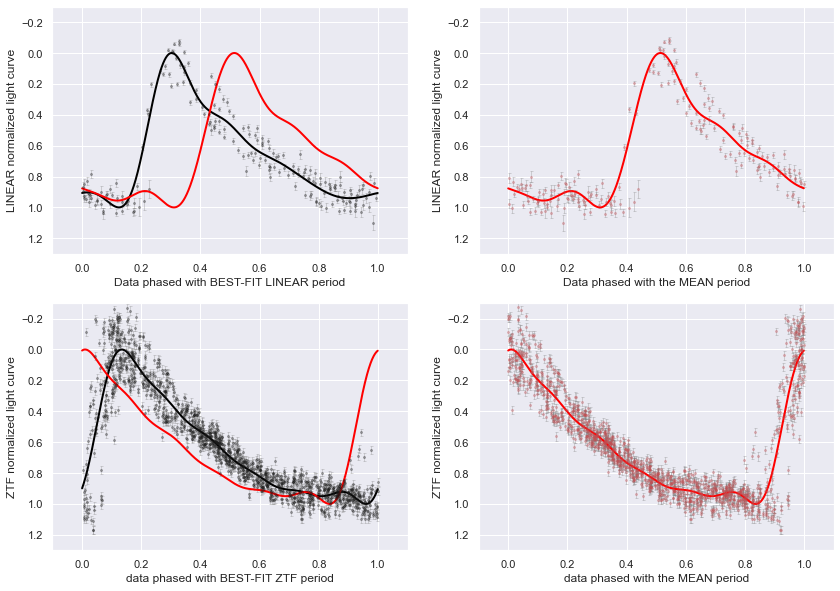 LINEAR normalized light curve
−0.2
0.0
0.2
0.4
0.6
0.8
1.0
1.2
0.0 0.2 0.4 0.6 0.8 1.0
Data phased with BEST-FIT LINEAR period
LINEAR normalized light curve
−0.2
0.0
0.2
0.4
0.6
0.8
1.0
1.2
0.0 0.2 0.4 0.6 0.8 1.0
Data phased with the MEAN period
ZTF normalized light curve
−0.2
0.0
0.2
0.4
0.6
0.8
1.0
1.2
0.0 0.2 0.4 0.6 0.8 1.0
data phased with BEST-FIT ZTF period
ZTF normalized light curve
−0.2
0.0
0.2
0.4
0.6
0.8
1.0
1.2
0.0 0.2 0.4 0.6 0.8 1.0
data phased with the MEAN period